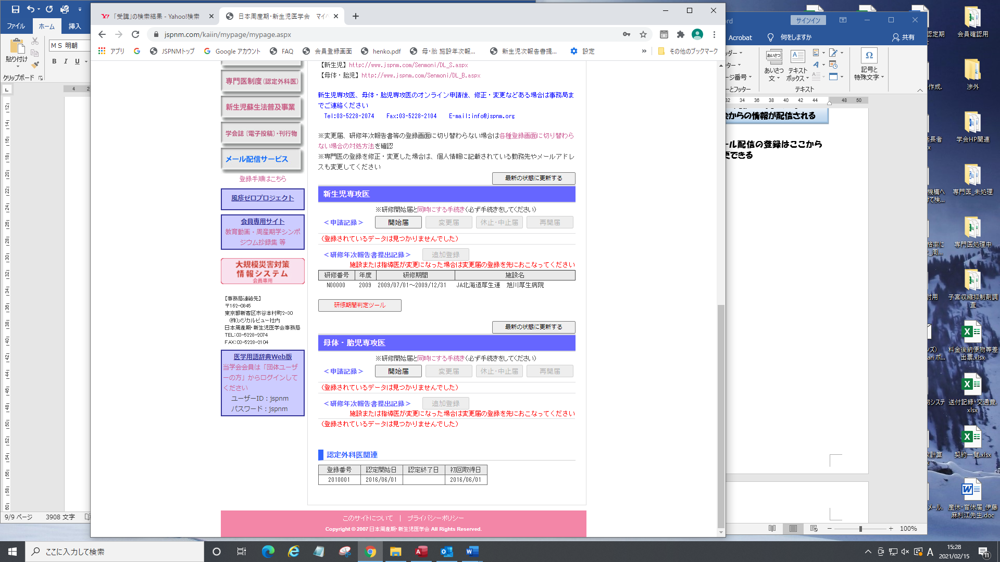 「受講」の検索結果 - Yahoo!検索
日本周産期・新生児医学会 マイ
jspnm.com/kaiin/mypage/mypage.aspx
アプリ
JSPNMトップ
Google アカウント
FAQ
会員登録画面
henko.pdf
母・胎 施設年次報...
新生児次報告書提...
設定
»
その他のブックマーク
ファイル
ホーム
挿入
ＭＳ 明朝
貼り付け
B I U
クリップボード
4 2
専門医制度(認定外科医)
新生児蘇生法普及事業
学会誌〔電子投稿〕・刊行物
メール配信サービス
登録手順はこちら
風疹ゼロプロジェクト
会員専用サイト
教育動画・周産期学シンポ
ジウム抄録集 等
大規模災害対策
情報システム
会員専用
【事務局連絡先】
〒162-0845
東京都新宿区市谷本村町2-30
(株)メジカルビュー社内
日本周産期・新生児医学会事務局
TEL:03-5228-2074
FAX:03-5228-2104
医学用語辞典Web版
当学会会員は「団体ユーザ
ーの方」からログインして
ください
ユーザーID：jspnm
パスワード：jspnm
【新生児】http://www.jspnm.com/Senmoni/DL_S.aspx
【母体・胎児】http://www.jspnm.com/Senmoni/DL_B.aspx
新生児専攻医、母体・胎児専攻医のオンライン申請後、修正・変更などある場合は事務局ま
でご連絡ください
Tel:03-5228-2074 Fax:03-5228-2104 E-mail:info@jspnm.org
※変更届、研修年次報告書等の登録画面に切り替わらない場合は各種登録画面に切り替わら
ない場合の対処方法を確認
※専門医の登録を修正・変更した場合は、個人情報に記載されている勤務先やメールアドレ
スも変更してください
最新の状態に更新する
新生児専攻医
※研修開始届と同時にする手続き(必ず手続きをしてください)
＜申請記録＞ 開始届 変更届 休止・中止届 再開届
(登録されているデータは見つかりませんでした)
＜研修年次報告書提出記録＞ 追加登録
施設または指導医が変更になった場合は変更届の登録を先におこなってください
研修番号 年度 研修期間 施設名
N00000 2009 2009/07/01～2009/12/31 JA北海道厚生連 旭川厚生病院
研修期間判定ツール
最新の状態に更新する
母体・胎児専攻医
※研修開始届と同時にする手続き(必ず手続きをしてください)
＜申請記録＞ 開始届 変更届 休止・中止届 再開届
(登録されているデータは見つかりませんでした)
＜研修年次報告書提出記録＞ 追加登録
施設または指導医が変更になった場合は変更届の登録を先におこなってください
(登録されているデータは見つかりませんでした)
認定外科医関連
登録番号 認定開始日 認定終了日 初回取得日
2010001 2016/06/01 2016/06/01
このサイトについて | プライバシーポリシー
Copyright © 2007 日本周産期・新生児医学会 All Rights Reserved.
9/9 ページ 3908 文字
サインイン
Acrobat
何をしますか
共有
あいさつ
文
テキスト
ボックス
記号と
特殊文字
ページ番号
テキスト
34 36 38 40 42 44 48 50
会からの情報が配信される
ール配信の登録はここから
更できる
100%
会員確認用
渉外
学会HP関連
専門医_未処理
専門医処理中
子宮収縮抑制剤調
査
料金後納便物等差
出票.xlsx
送付記録・交通費.
xlsx
契約一覧.xlsx
産休・育休届_伊藤
麻利江先生.doc
ここに入力して検索
A
15:28
2021/02/15
11